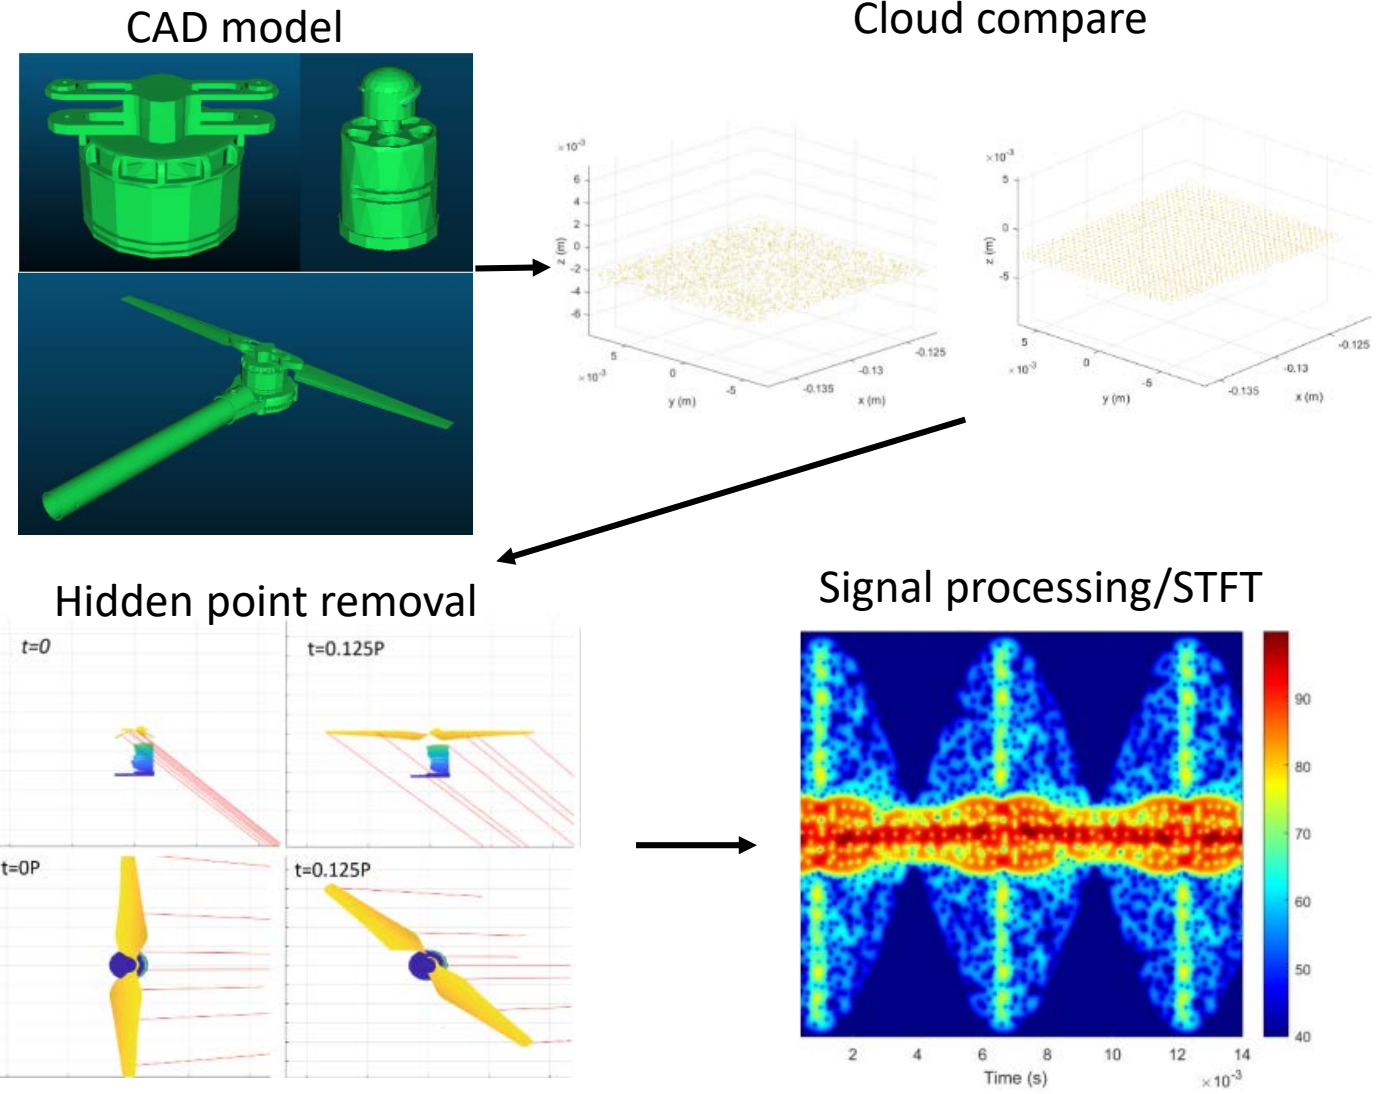 CAD model
Cloud compare
×10⁻³
6
4
2
0
-2
-4
-6
z (m)
5
0
-5
×10⁻³
y (m)
-0.135
-0.13
-0.125
x (m)
×10⁻³
5
0
-5
z (m)
5
0
-5
×10⁻³
y (m)
-0.135
-0.13
-0.125
x (m)
Hidden point removal
t=0
t=0.125P
t=0P
t=0.125P
Signal processing/STFT
90
80
70
60
50
40
2 4 6 8 10 12 14
Time (s)
×10⁻³